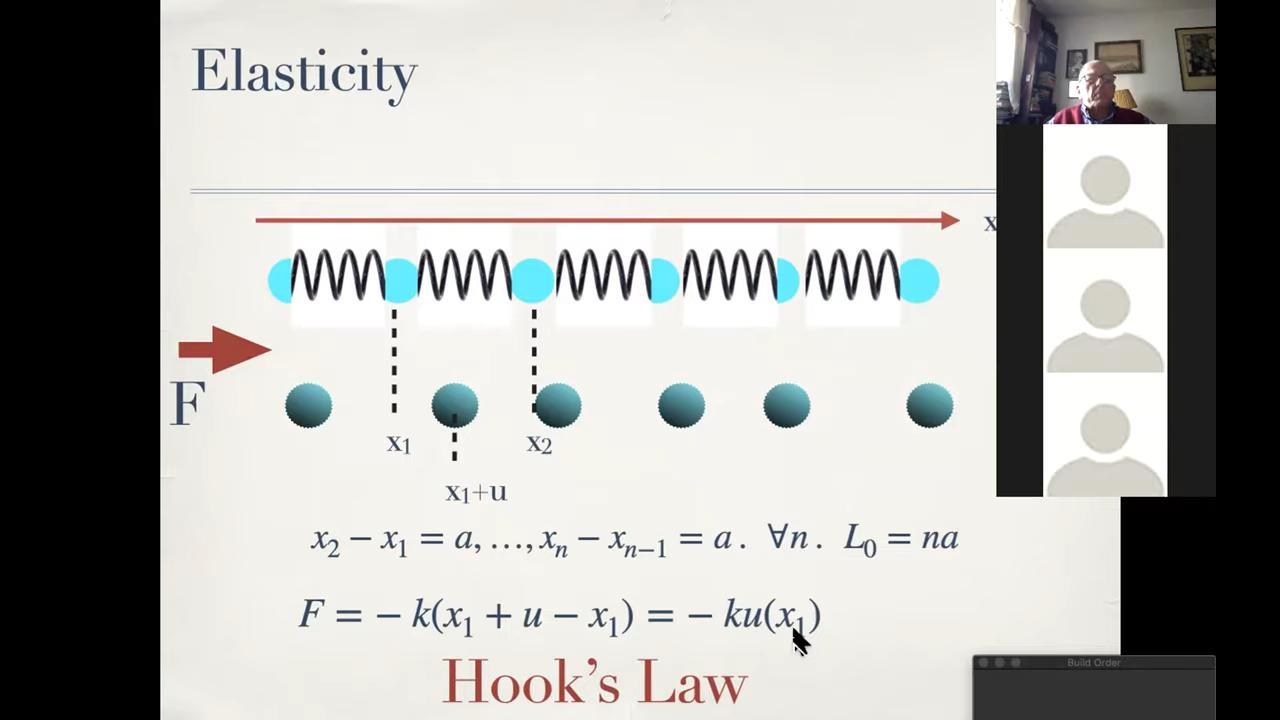 Elasticity
x
F
x₁
x₂
x₁+u
x₂ − x₁ = a, …, xₙ − xₙ₋₁ = a . ∀n . L₀ = na
F = − k(x₁ + u − x₁) = − ku(x₁)
Hook's Law
Build Order